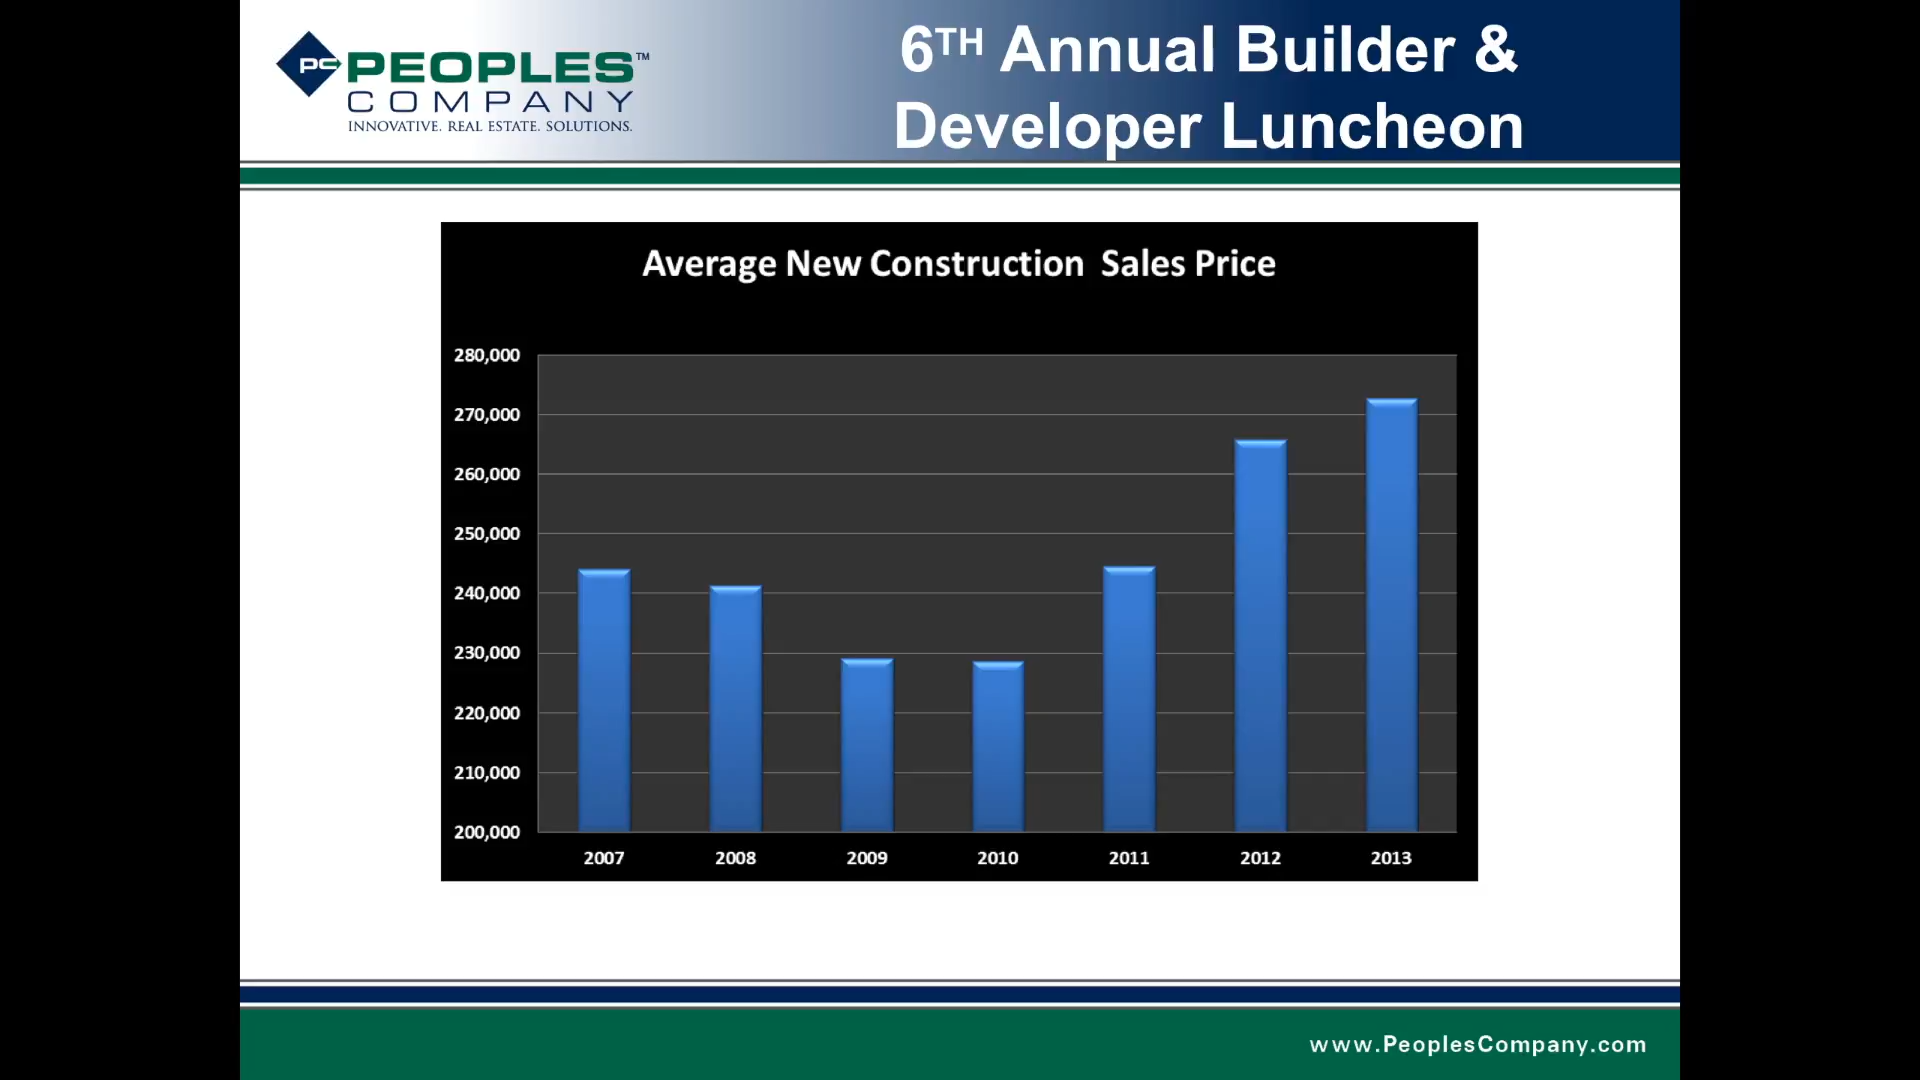 PC PEOPLES™
COMPANY
INNOVATIVE. REAL ESTATE. SOLUTIONS.
6TH Annual Builder &
Developer Luncheon
Average New Construction  Sales Price
280,000
270,000
260,000
250,000
240,000
230,000
220,000
210,000
200,000
2007 2008 2009 2010 2011 2012 2013
www.PeoplesCompany.com